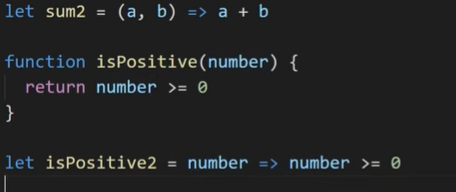 let sum2 = (a, b) => a + b
function isPositive(number) {
  return number >= 0
}
let isPositive2 = number => number >= 0